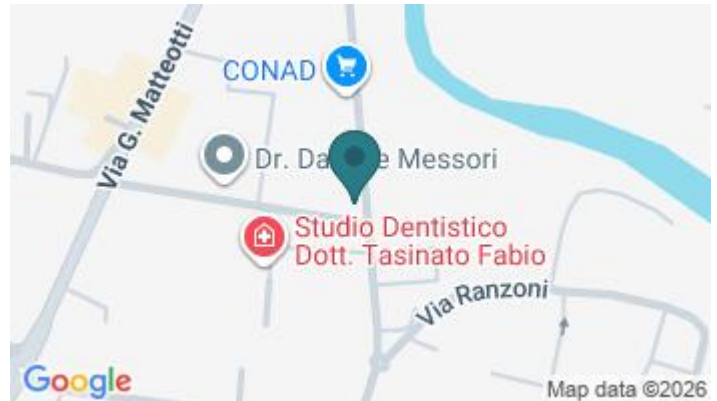 Via G. Matteotti
CONAD
Dr. Da e Messori
Studio Dentistico
Dott. Tasinato Fabio
Via Ranzoni
Google
Map data ©2026